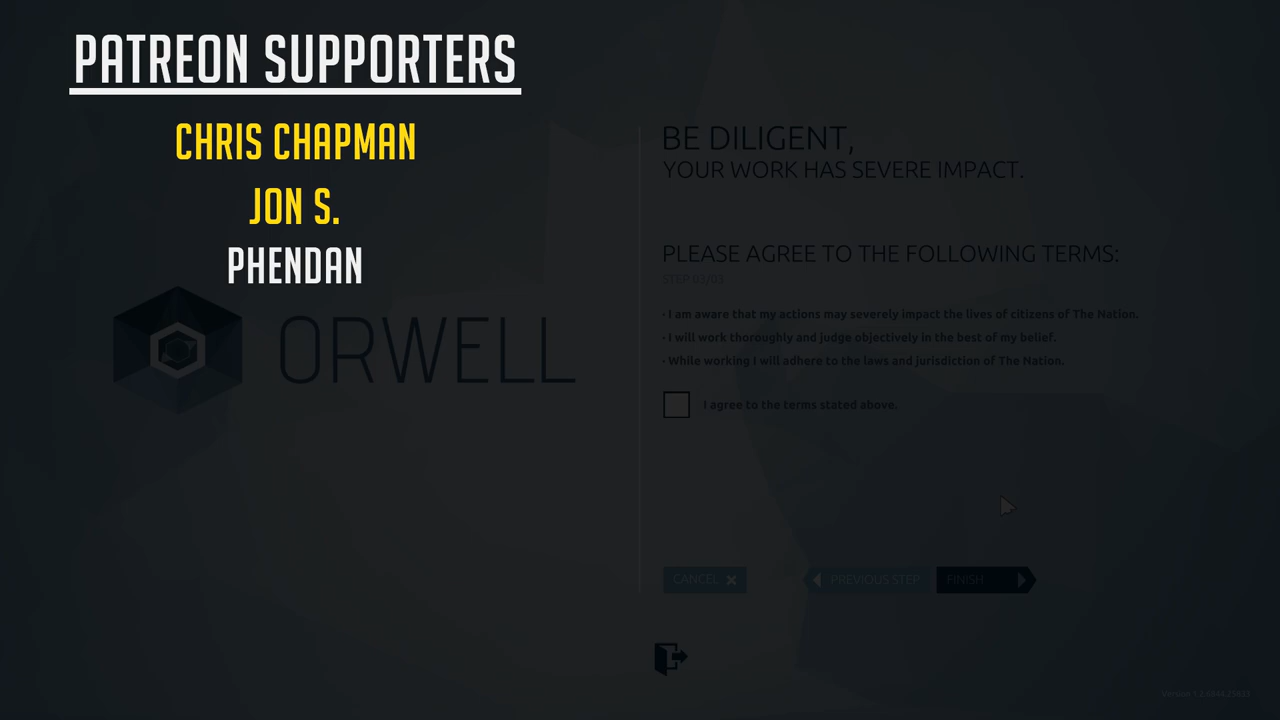 PATREON SUPPORTERS
CHRIS CHAPMAN
JON S.
PHENDAN
ORWELL
BE DILIGENT,
YOUR WORK HAS SEVERE IMPACT.
PLEASE AGREE TO THE FOLLOWING TERMS:
STEP 03/03
· I am aware that my actions may severely impact the lives of citizens of The Nation.
· I will work thoroughly and judge objectively in the best of my belief.
· While working I will adhere to the laws and jurisdiction of The Nation.
I agree to the terms stated above.
CANCEL
PREVIOUS STEP
FINISH